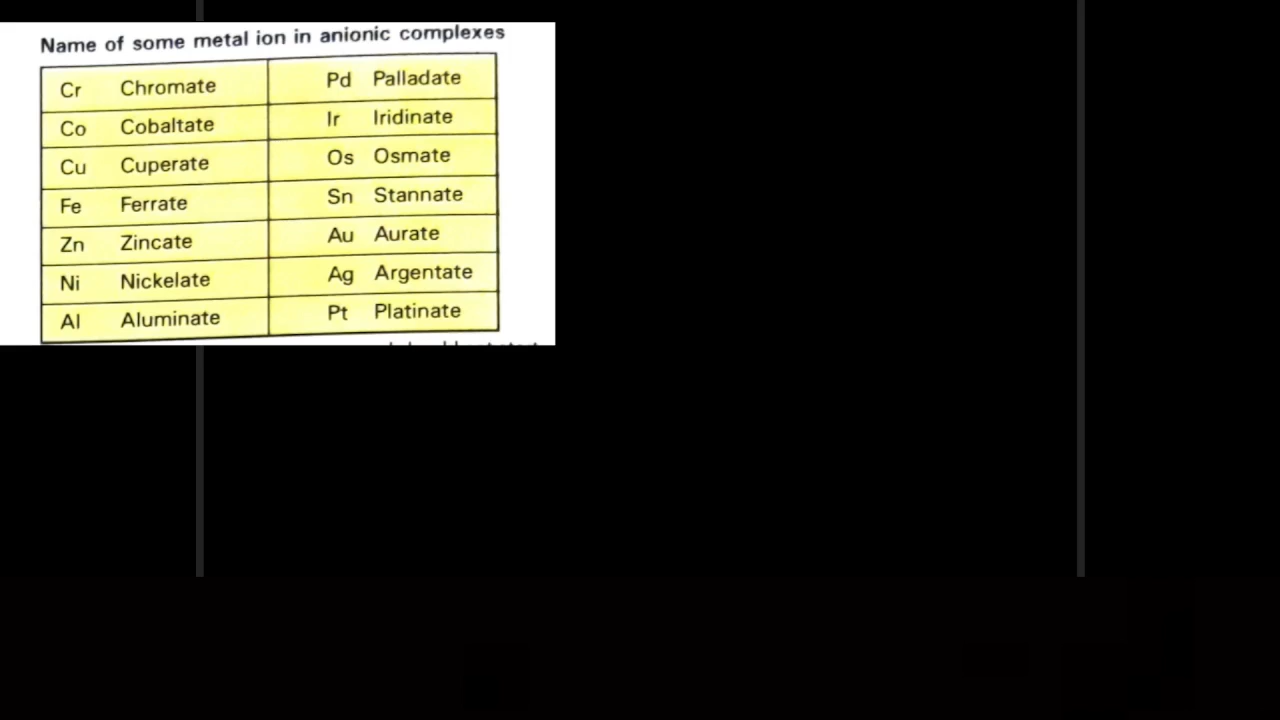 Name of some metal ion in anionic complexes
Cr Chromate Pd Palladate
Co Cobaltate Ir Iridinate
Cu Cuperate Os Osmate
Fe Ferrate Sn Stannate
Zn Zincate Au Aurate
Ni Nickelate Ag Argentate
Al Aluminate Pt Platinate